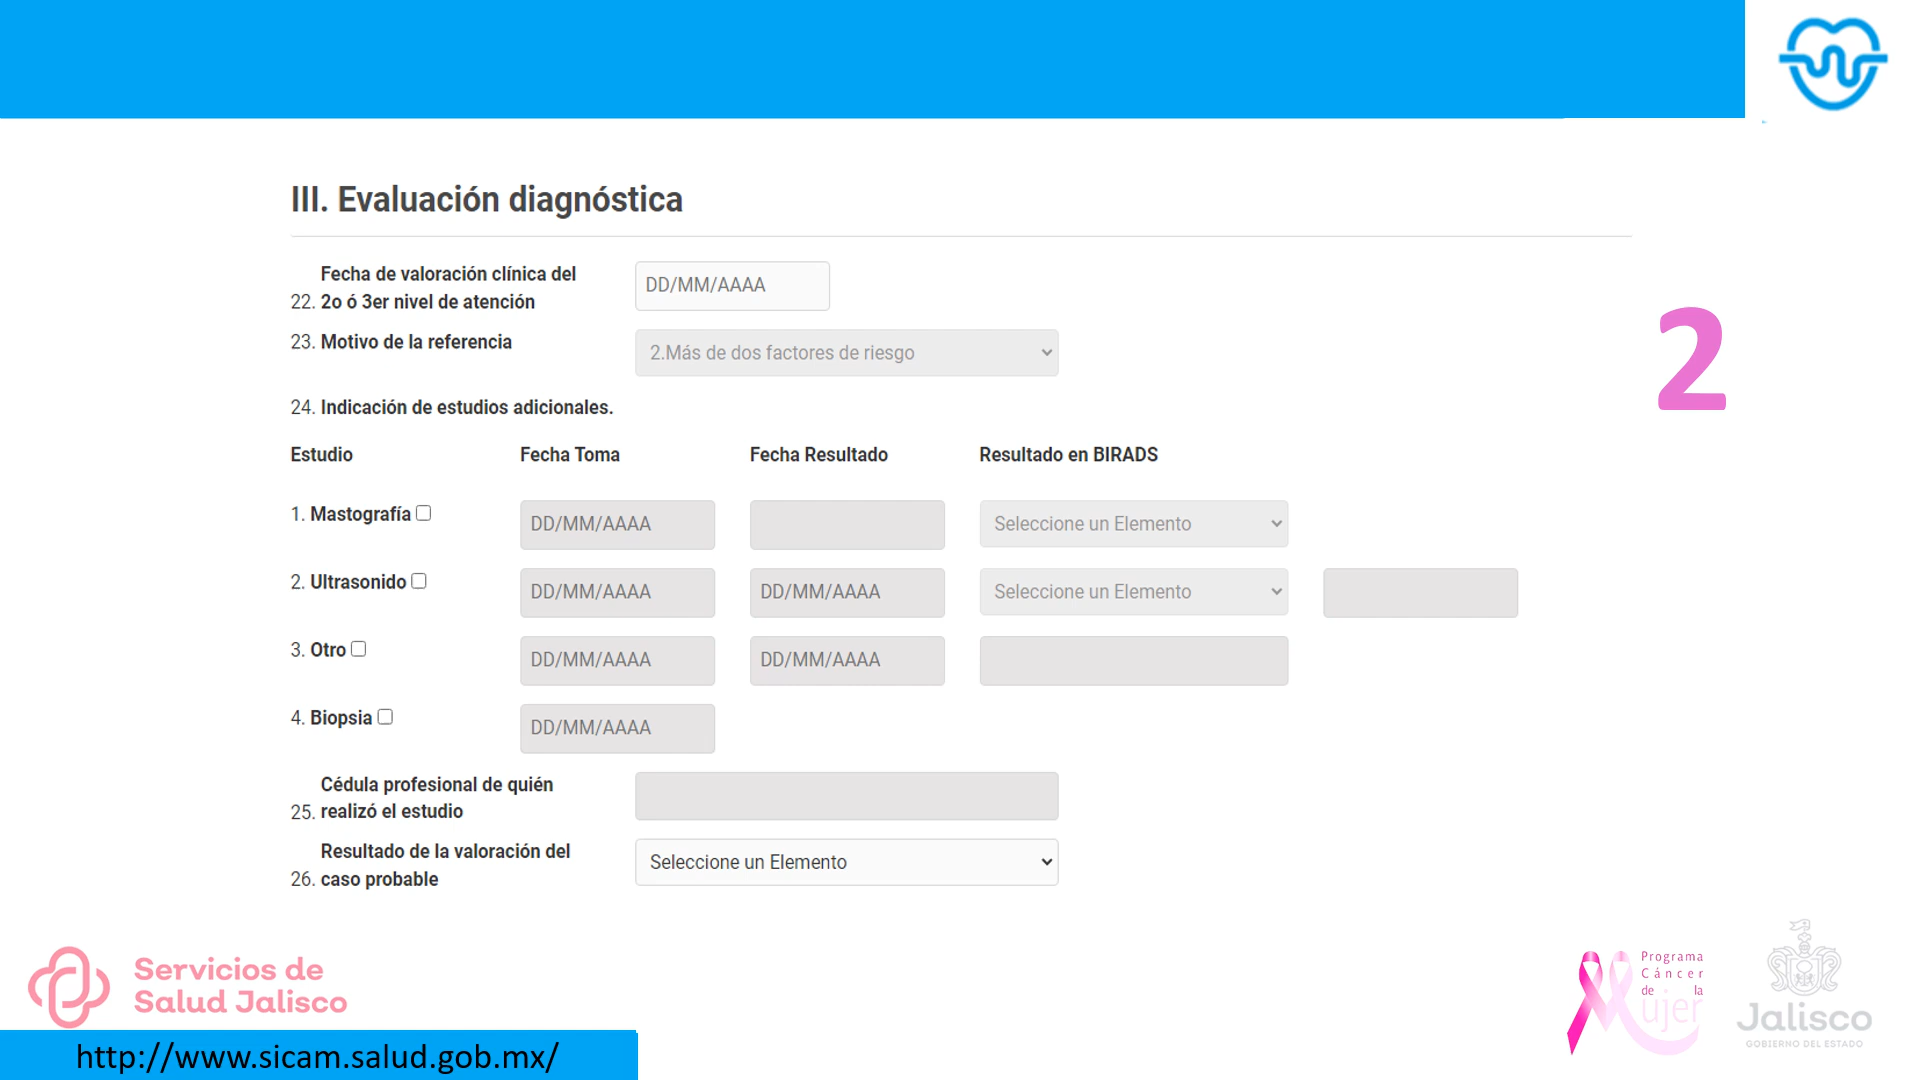 III. Evaluación diagnóstica
Fecha de valoración clínica del
22. 2o ó 3er nivel de atención
DD/MM/AAAA
23. Motivo de la referencia
2.Más de dos factores de riesgo
2
24. Indicación de estudios adicionales.
Estudio Fecha Toma Fecha Resultado Resultado en BIRADS
1. Mastografía DD/MM/AAAA Seleccione un Elemento
2. Ultrasonido DD/MM/AAAA DD/MM/AAAA Seleccione un Elemento
3. Otro DD/MM/AAAA DD/MM/AAAA
4. Biopsia DD/MM/AAAA
Cédula profesional de quién
25. realizó el estudio
Resultado de la valoración del
26. caso probable
Seleccione un Elemento
Servicios de
Salud Jalisco
Programa
Cáncer
de la
Mujer
Jalisco
GOBIERNO DEL ESTADO
http://www.sicam.salud.gob.mx/